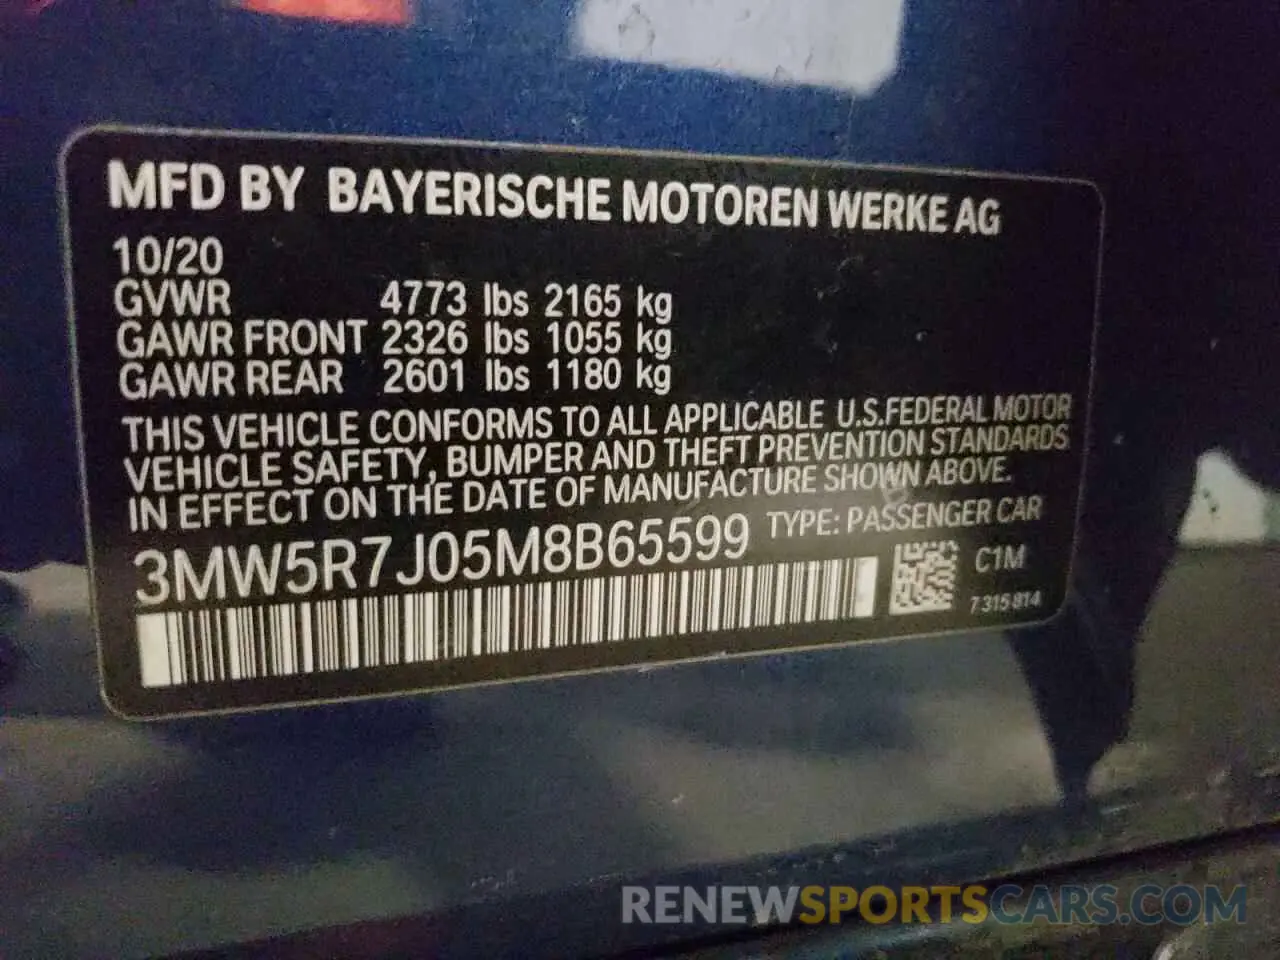 MFD BY BAYERISCHE MOTOREN WERKE AG
10/20
GVWR 4773 lbs 2165 kg
GAWR FRONT 2326 lbs 1055 kg
GAWR REAR 2601 lbs 1180 kg
THIS VEHICLE CONFORMS TO ALL APPLICABLE U.S.FEDERAL MOTOR
VEHICLE SAFETY, BUMPER AND THEFT PREVENTION STANDARDS
IN EFFECT ON THE DATE OF MANUFACTURE SHOWN ABOVE.
3MW5R7J05M8B65599 TYPE: PASSENGER CAR
C1M
7 315 814
RENEWSPORTSCARS.COM